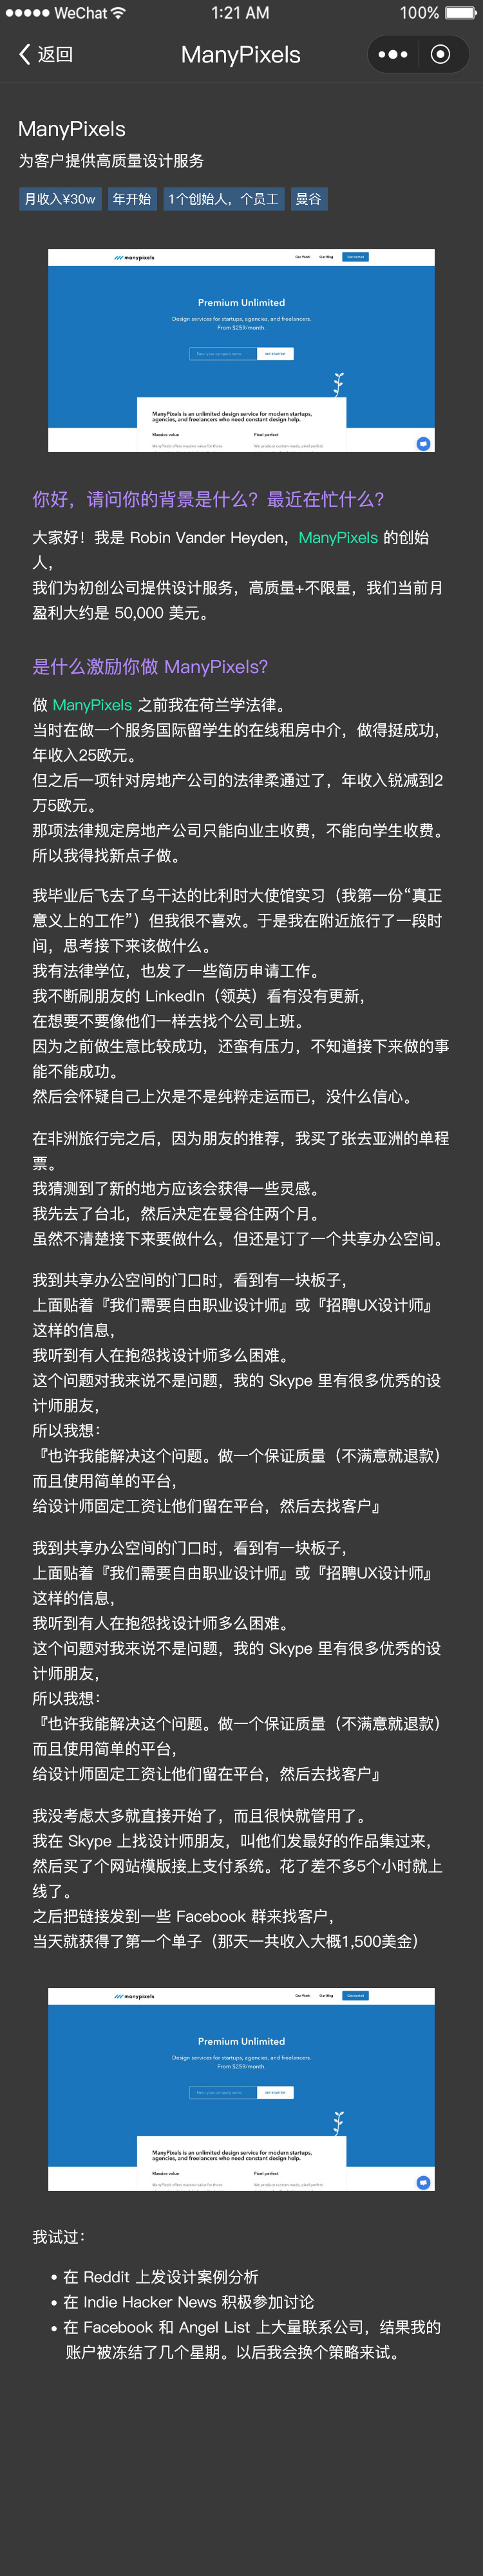 WeChat
1:21 AM
100%
返回
ManyPixels
ManyPixels
为客户提供高质量设计服务
月收入¥30w
年开始
1个创始人，个员工
曼谷
manypixels
Our Work
Our Blog
Get started
Premium Unlimited
Design services for startups, agencies, and freelancers.
From $259/month.
Enter your company name
GET STARTED
ManyPixels is an unlimited design service for modern startups,
agencies, and freelancers who need constant design help.
Massive value
Pixel perfect
ManyPixels offers massive value for those
We produce custom-made, pixel perfect
你好，请问你的背景是什么？最近在忙什么？
大家好！我是 Robin Vander Heyden，ManyPixels 的创始
人，
我们为初创公司提供设计服务，高质量+不限量，我们当前月
盈利大约是 50,000 美元。
是什么激励你做 ManyPixels?
做 ManyPixels 之前我在荷兰学法律。
当时在做一个服务国际留学生的在线租房中介，做得挺成功，
年收入25欧元。
但之后一项针对房地产公司的法律柔通过了，年收入锐减到2
万5欧元。
那项法律规定房地产公司只能向业主收费，不能向学生收费。
所以我得找新点子做。
我毕业后飞去了乌干达的比利时大使馆实习（我第一份“真正
意义上的工作”）但我很不喜欢。于是我在附近旅行了一段时
间，思考接下来该做什么。
我有法律学位，也发了一些简历申请工作。
我不断刷朋友的 LinkedIn（领英）看有没有更新，
在想要不要像他们一样去找个公司上班。
因为之前做生意比较成功，还蛮有压力，不知道接下来做的事
能不能成功。
然后会怀疑自己上次是不是纯粹走运而已，没什么信心。
在非洲旅行完之后，因为朋友的推荐，我买了张去亚洲的单程
票。
我猜测到了新的地方应该会获得一些灵感。
我先去了台北，然后决定在曼谷住两个月。
虽然不清楚接下来要做什么，但还是订了一个共享办公空间。
我到共享办公空间的门口时，看到有一块板子，
上面贴着『我们需要自由职业设计师』或『招聘UX设计师』
这样的信息，
我听到有人在抱怨找设计师多么困难。
这个问题对我来说不是问题，我的 Skype 里有很多优秀的设
计师朋友，
所以我想：
『也许我能解决这个问题。做一个保证质量（不满意就退款）
而且使用简单的平台，
给设计师固定工资让他们留在平台，然后去找客户』
我到共享办公空间的门口时，看到有一块板子，
上面贴着『我们需要自由职业设计师』或『招聘UX设计师』
这样的信息，
我听到有人在抱怨找设计师多么困难。
这个问题对我来说不是问题，我的 Skype 里有很多优秀的设
计师朋友，
所以我想：
『也许我能解决这个问题。做一个保证质量（不满意就退款）
而且使用简单的平台，
给设计师固定工资让他们留在平台，然后去找客户』
我没考虑太多就直接开始了，而且很快就管用了。
我在 Skype 上找设计师朋友，叫他们发最好的作品集过来，
然后买了个网站模版接上支付系统。花了差不多5个小时就上
线了。
之后把链接发到一些 Facebook 群来找客户，
当天就获得了第一个单子（那天一共收入大概1,500美金）
manypixels
Our Work
Our Blog
Get started
Premium Unlimited
Design services for startups, agencies, and freelancers.
From $259/month.
Enter your company name
GET STARTED
ManyPixels is an unlimited design service for modern startups,
agencies, and freelancers who need constant design help.
Massive value
Pixel perfect
ManyPixels offers massive value for those
We produce custom-made, pixel perfect
我试过：
• 在 Reddit 上发设计案例分析
• 在 Indie Hacker News 积极参加讨论
• 在 Facebook 和 Angel List 上大量联系公司，结果我的
账户被冻结了几个星期。以后我会换个策略来试。